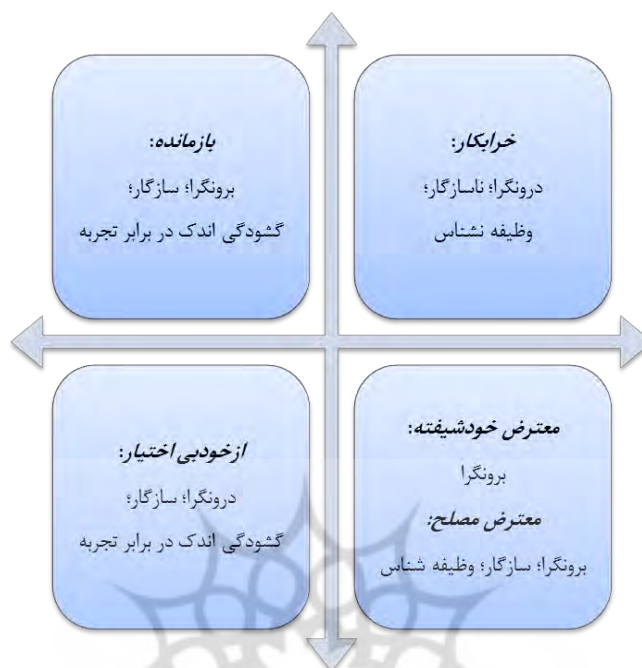 خرابکار:
درونگرا؛ ناسازگار؛
وظیفه نشناس
بازمانده:
برونگرا؛ سازگار؛
گشودگی اندک در برابر تجربه
معترض خودشیفته:
برونگرا
معترض مصلح:
برونگرا؛ سازگار؛ وظیفه شناس
ازخودبی اختیار:
درونگرا؛ سازگار؛
گشودگی اندک در برابر تجربه